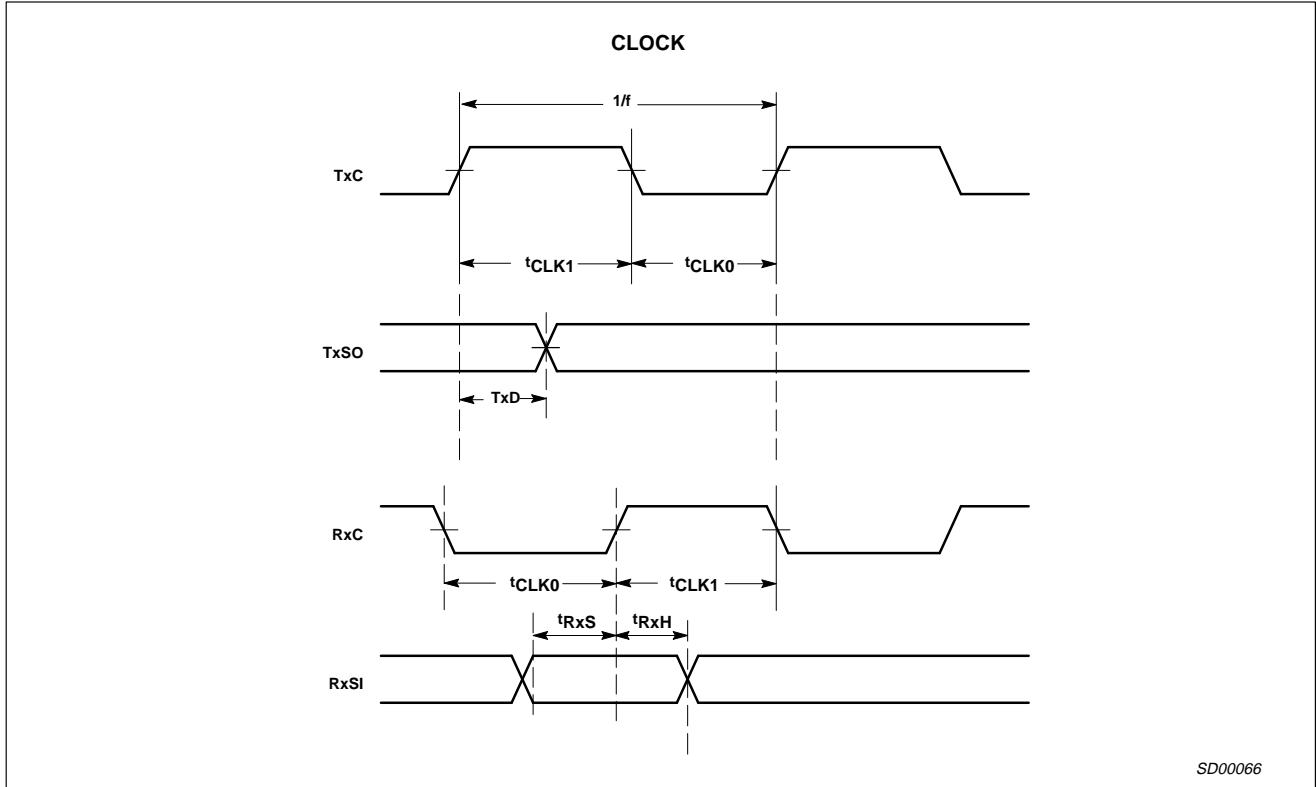 CLOCK
1/f
TxC
tCLK1
tCLK0
TxSO
TxD
RxC
tCLK0
tCLK1
tRxS
tRxH
RxSI
SD00066